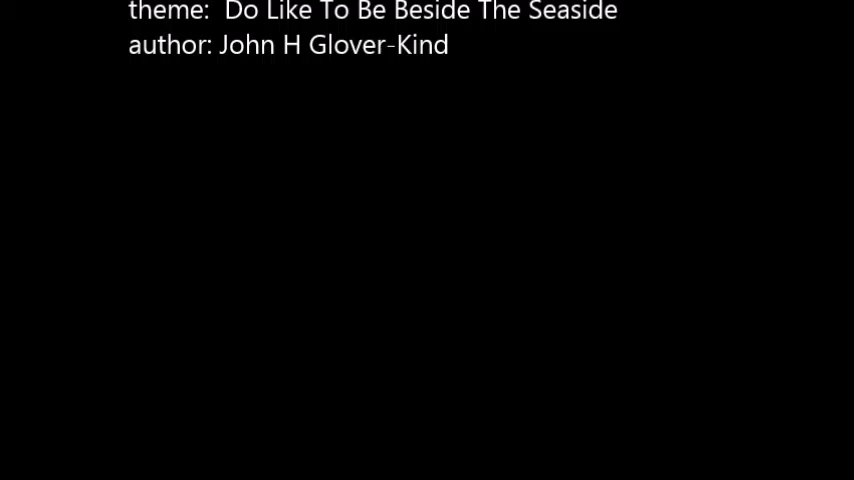 theme:  Do Like To Be Beside The Seaside
author: John H Glover-Kind